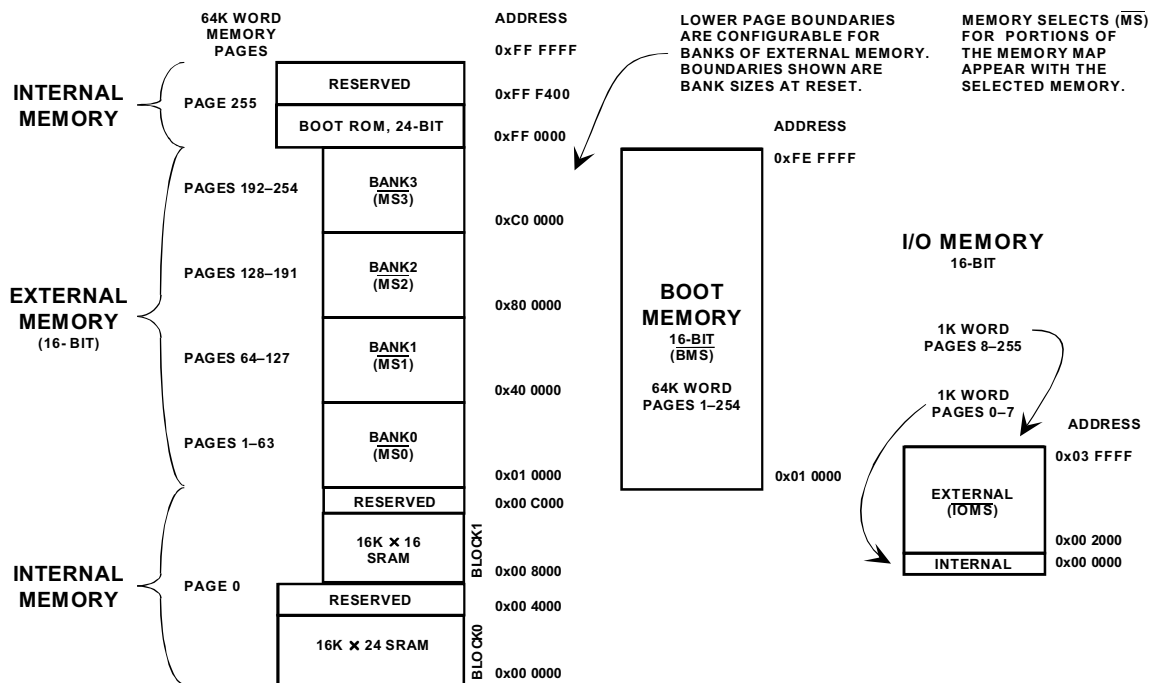 64K WORD
MEMORY
PAGES
ADDRESS
0xFF FFFF
INTERNAL
MEMORY
PAGE 255
RESERVED
0xFF F400
BOOT ROM, 24-BIT
0xFF 0000
EXTERNAL
MEMORY
(16- BIT)
PAGES 192–254
BANK3
(MS3)
0xC0 0000
PAGES 128–191
BANK2
(MS2)
0x80 0000
PAGES 64–127
BANK1
(MS1)
0x40 0000
PAGES 1–63
BANK0
(MS0)
0x01 0000
RESERVED
0x00 C000
INTERNAL
MEMORY
PAGE 0
16K × 16
SRAM
BLOCK1
0x00 8000
RESERVED
0x00 4000
16K × 24 SRAM
BLOCK0
0x00 0000
LOWER PAGE BOUNDARIES
ARE CONFIGURABLE FOR
BANKS OF EXTERNAL MEMORY.
BOUNDARIES SHOWN ARE
BANK SIZES AT RESET.
MEMORY SELECTS (MS)
FOR PORTIONS OF
THE MEMORY MAP
APPEAR WITH THE
SELECTED MEMORY.
ADDRESS
0xFE FFFF
BOOT
MEMORY
16-BIT
(BMS)
64K WORD
PAGES 1–254
0x01 0000
I/O MEMORY
16-BIT
1K WORD
PAGES 8–255
1K WORD
PAGES 0–7
ADDRESS
0x03 FFFF
EXTERNAL
(IOMS)
0x00 2000
INTERNAL
0x00 0000